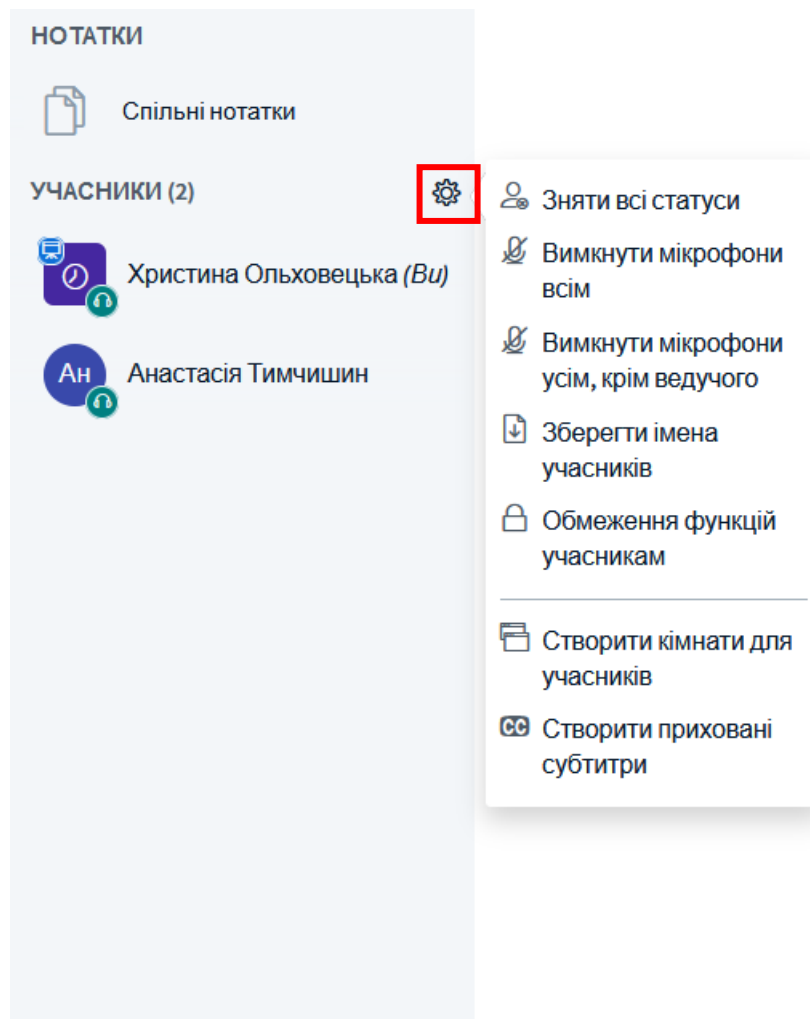 НОТАТКИ
Спільні нотатки
УЧАСНИКИ (2)
Христина Ольховецька (Ви)
Ан
Анастасія Тимчишин
Зняти всі статуси
Вимкнути мікрофони
всім
Вимкнути мікрофони
усім, крім ведучого
Зберегти імена
учасників
Обмеження функцій
учасникам
Створити кімнати для
учасників
CC
Створити приховані
субтитри